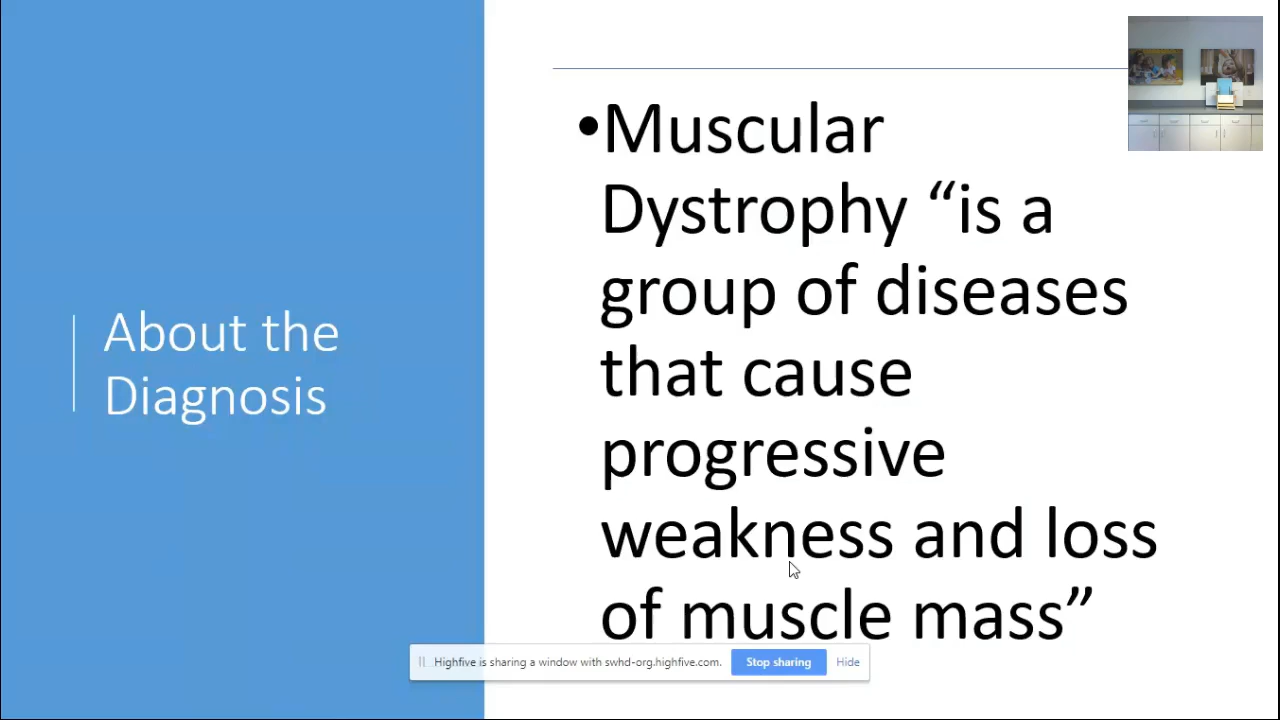 About the
Diagnosis
•Muscular
Dystrophy “is a
group of diseases
that cause
progressive
weakness and loss
of muscle mass”
Highfive is sharing a window with swhd-org.highfive.com.
Stop sharing
Hide